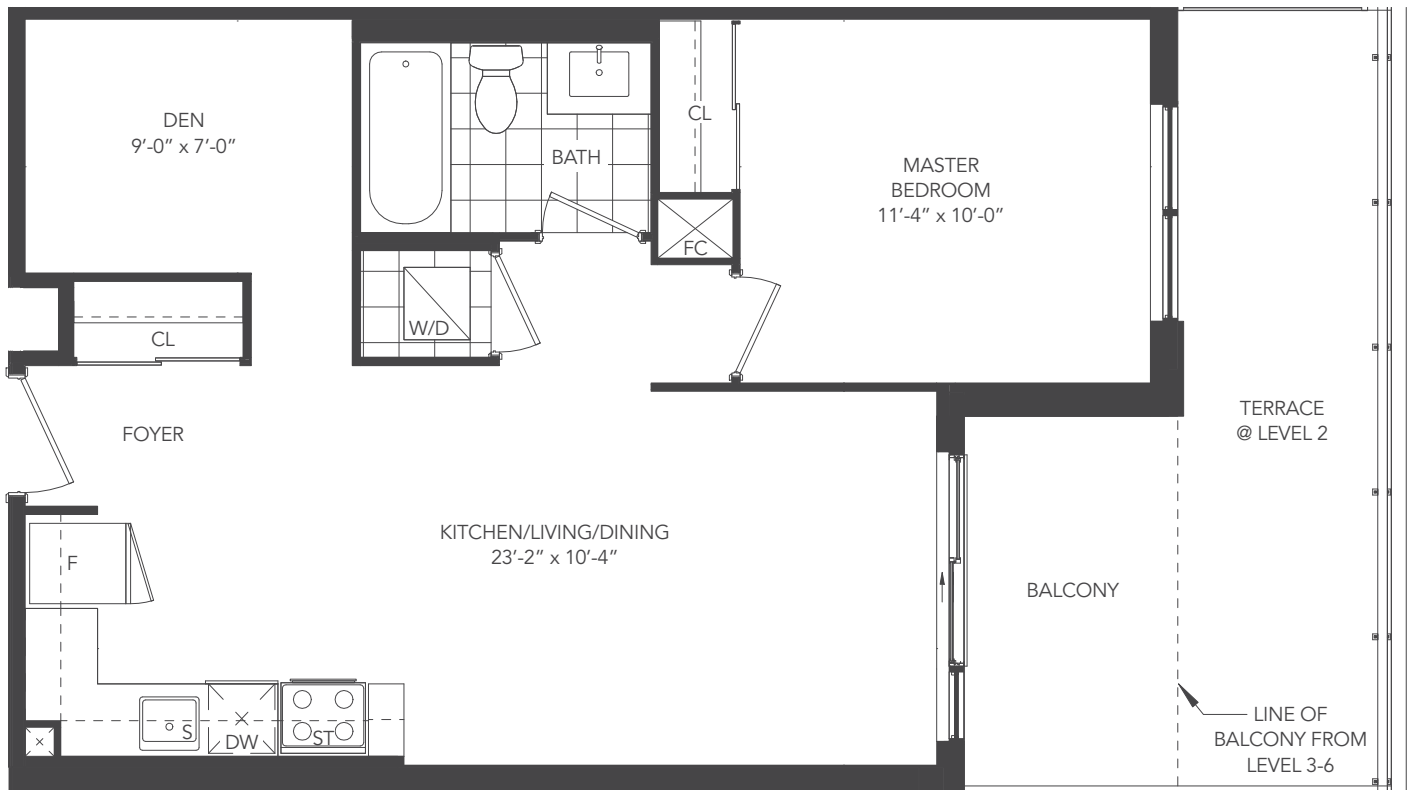 DEN
9’-0” x 7’-0”
BATH
CL
MASTER
BEDROOM
11’-4” x 10’-0”
FC
W/D
CL
FOYER
TERRACE
@ LEVEL 2
KITCHEN/LIVING/DINING
23’-2” x 10’-4”
F
BALCONY
S
DW
ST
LINE OF
BALCONY FROM
LEVEL 3-6